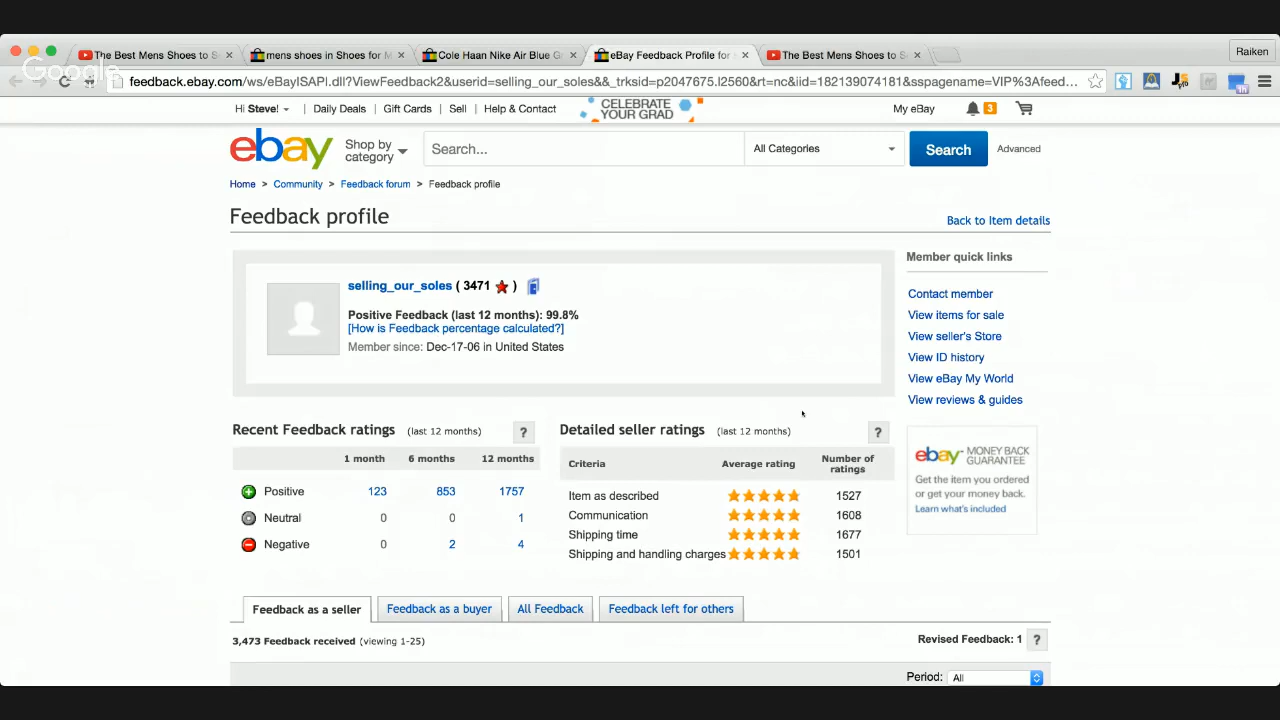 The Best Mens Shoes to S
mens shoes in Shoes for M
Cole Haan Nike Air Blue G
eBay Feedback Profile for
The Best Mens Shoes to S
Raiken
Google
feedback.ebay.com/ws/eBayISAPI.dll?ViewFeedback2&userid=selling_our_soles&&_trksid=p2047675.l2560&rt=nc&iid=182139074181&sspagename=VIP%3Afeed...
Hi Steve!
Daily Deals
Gift Cards
Sell
Help & Contact
CELEBRATE
YOUR GRAD
My eBay
3
ebay
Shop by
category
Search...
All Categories
Search
Advanced
Home > Community > Feedback forum > Feedback profile
Feedback profile
Back to item details
selling_our_soles ( 3471 )
Positive Feedback (last 12 months): 99.8%
[How is Feedback percentage calculated?]
Member since: Dec-17-06 in United States
Member quick links
Contact member
View items for sale
View seller's Store
View ID history
View eBay My World
View reviews & guides
ebay MONEY BACK
GUARANTEE
Get the item you ordered
or get your money back.
Learn what's included
Recent Feedback ratings (last 12 months) ?
1 month 6 months 12 months
Positive 123 853 1757
Neutral 0 0 1
Negative 0 2 4
Detailed seller ratings (last 12 months) ?
Criteria Average rating Number of
ratings
Item as described 1527
Communication 1608
Shipping time 1677
Shipping and handling charges 1501
Feedback as a seller
Feedback as a buyer
All Feedback
Feedback left for others
3,473 Feedback received (viewing 1-25)
Revised Feedback: 1 ?
Period: All